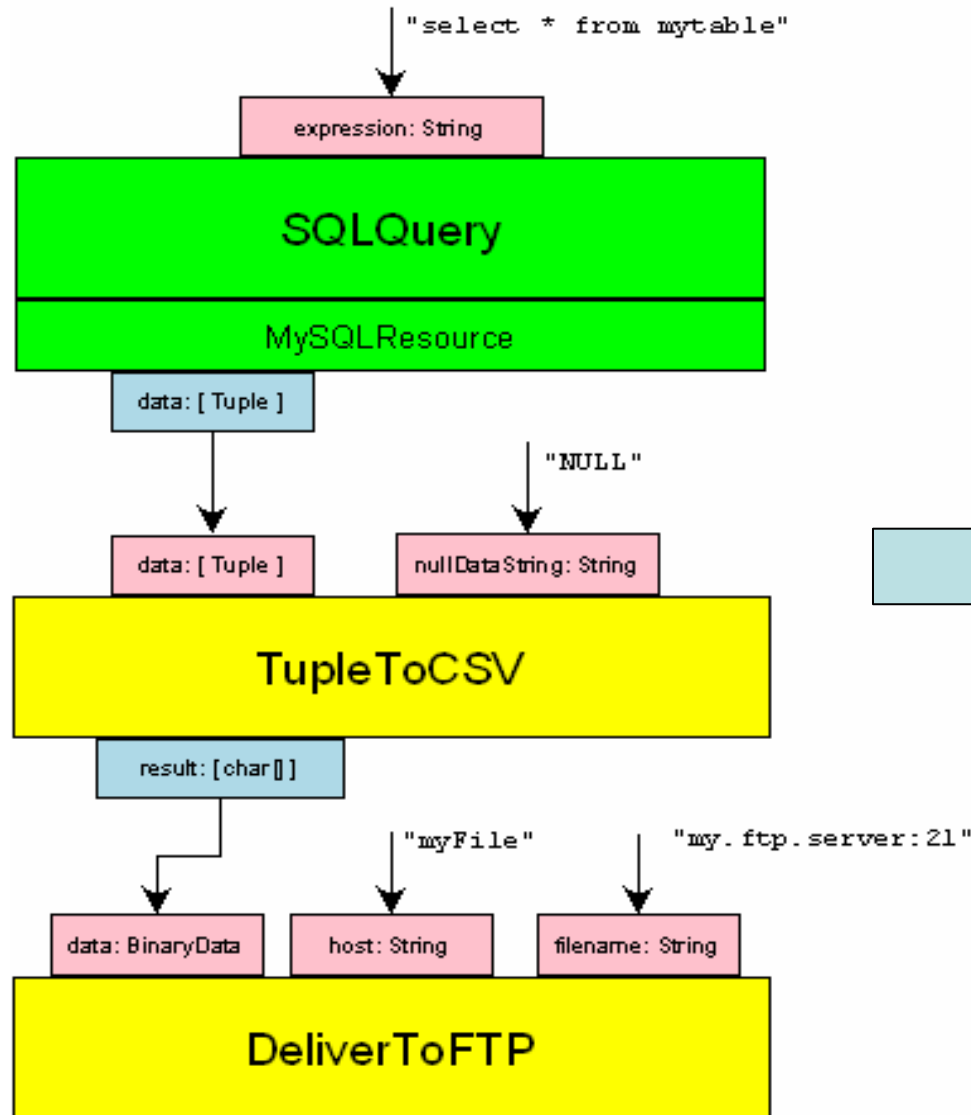 "select * from mytable"
expression: String
SQLQuery
MySQLResource
data: [ Tuple ]
"NULL"
data: [ Tuple ]
nullDataString: String
TupleToCSV
result: [char[] ]
"myFile"
"my.ftp.server:21"
data: BinaryData
host: String
filename: String
DeliverToFTP